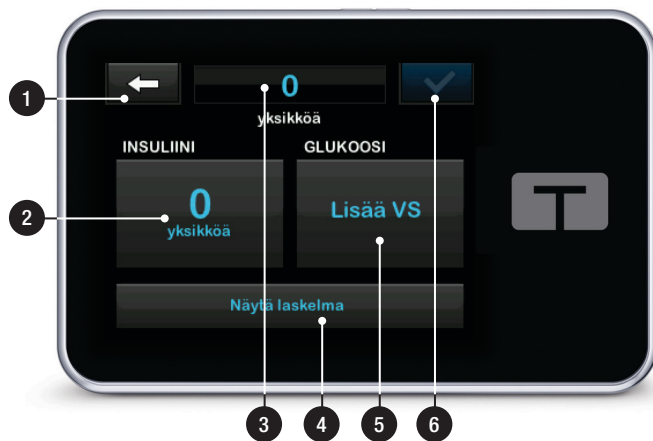 0
1
yksikköä
INSULIINI
GLUKOOSI
0
yksikköä
Lisää VS
2
Näytä laskelma
3
4
5
6